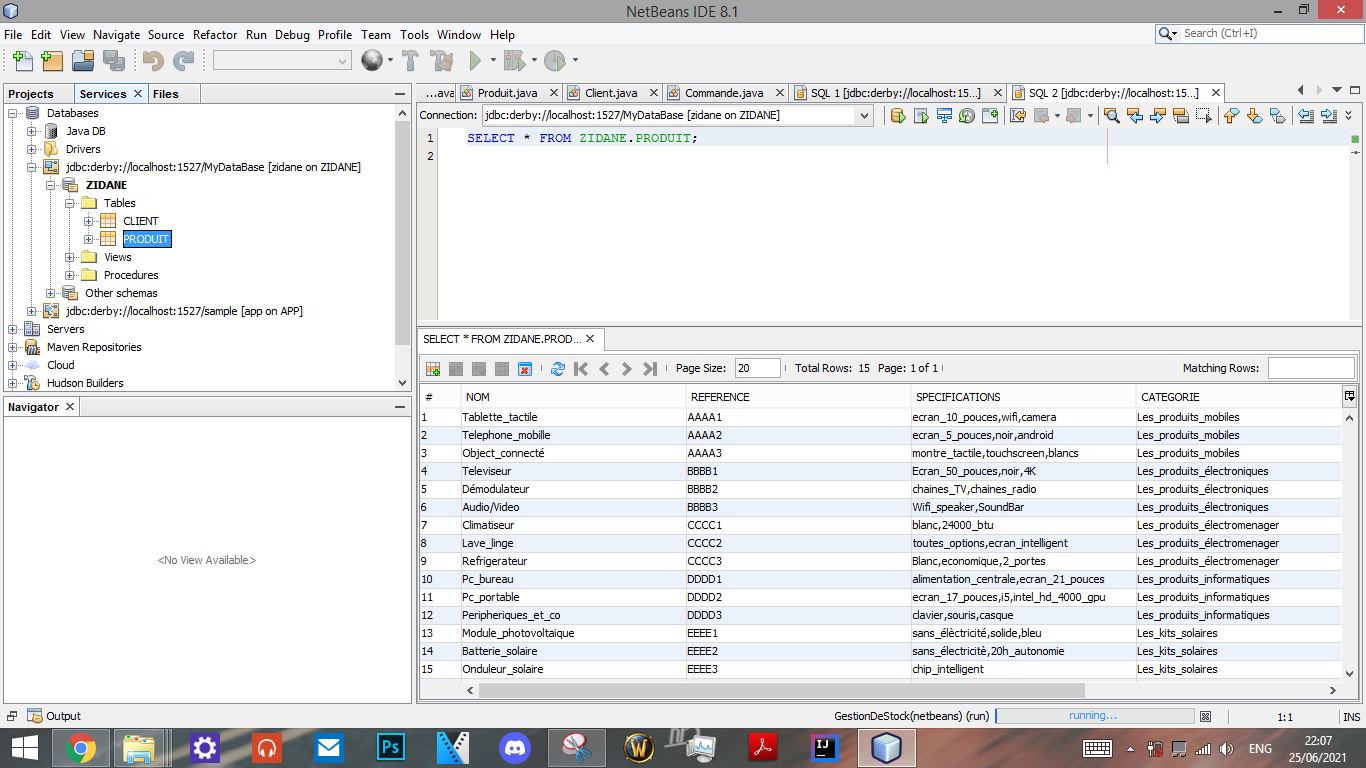 NetBeans IDE 8.1
File Edit View Navigate Source Refactor Run Debug Profile Team Tools Window Help
Search (Ctrl+I)
Projects Services Files
Databases
Java DB
Drivers
jdbc:derby://localhost:1527/MyDataBase [zidane on ZIDANE]
ZIDANE
Tables
CLIENT
PRODUIT
Views
Procedures
Other schemas
jdbc:derby://localhost:1527/sample [app on APP]
Servers
Maven Repositories
Cloud
Hudson Builders
Navigator
<No View Available>
...ava Produit.java Client.java Commande.java SQL 1 [jdbc:derby://localhost:15...] SQL 2 [jdbc:derby://localhost:15...]
Connection: jdbc:derby://localhost:1527/MyDataBase [zidane on ZIDANE]
1 SELECT * FROM ZIDANE.PRODUIT;
2
SELECT * FROM ZIDANE.PROD...
Page Size: 20 Total Rows: 15 Page: 1 of 1 Matching Rows:
# NOM REFERENCE SPECIFICATIONS CATEGORIE
1 Tablette_tactile AAAA1 ecran_10_pouces,wifi,camera Les_produits_mobiles
2 Telephone_mobille AAAA2 ecran_5_pouces,noir,android Les_produits_mobiles
3 Object_connecté AAAA3 montre_tactile,touchscreen,blancs Les_produits_mobiles
4 Televiseur BBBB1 Ecran_50_pouces,noir,4K Les_produits_électroniques
5 Démodulateur BBBB2 chaines_TV,chaines_radio Les_produits_électroniques
6 Audio/Video BBBB3 Wifi_speaker,SoundBar Les_produits_électroniques
7 Climatiseur CCCC1 blanc,24000_btu Les_produits_électromenager
8 Lave_linge CCCC2 toutes_options,ecran_intelligent Les_produits_électromenager
9 Refrigerateur CCCC3 Blanc,economique,2_portes Les_produits_électromenager
10 Pc_bureau DDDD1 alimentation_centrale,ecran_21_pouces Les_produits_informatiques
11 Pc_portable DDDD2 ecran_17_pouces,i5,intel_hd_4000_gpu Les_produits_informatiques
12 Peripheriques_et_co DDDD3 clavier,souris,casque Les_produits_informatiques
13 Module_photovoltaique EEEE1 sans_élèctricité,solide,bleu Les_kits_solaires
14 Batterie_solaire EEEE2 sans_électricitè,20h_autonomie Les_kits_solaires
15 Onduleur_solaire EEEE3 chip_intelligent Les_kits_solaires
Output
GestionDeStock(netbeans) (run) running... 1:1 INS
Ps IJ ENG
22:07
25/06/2021